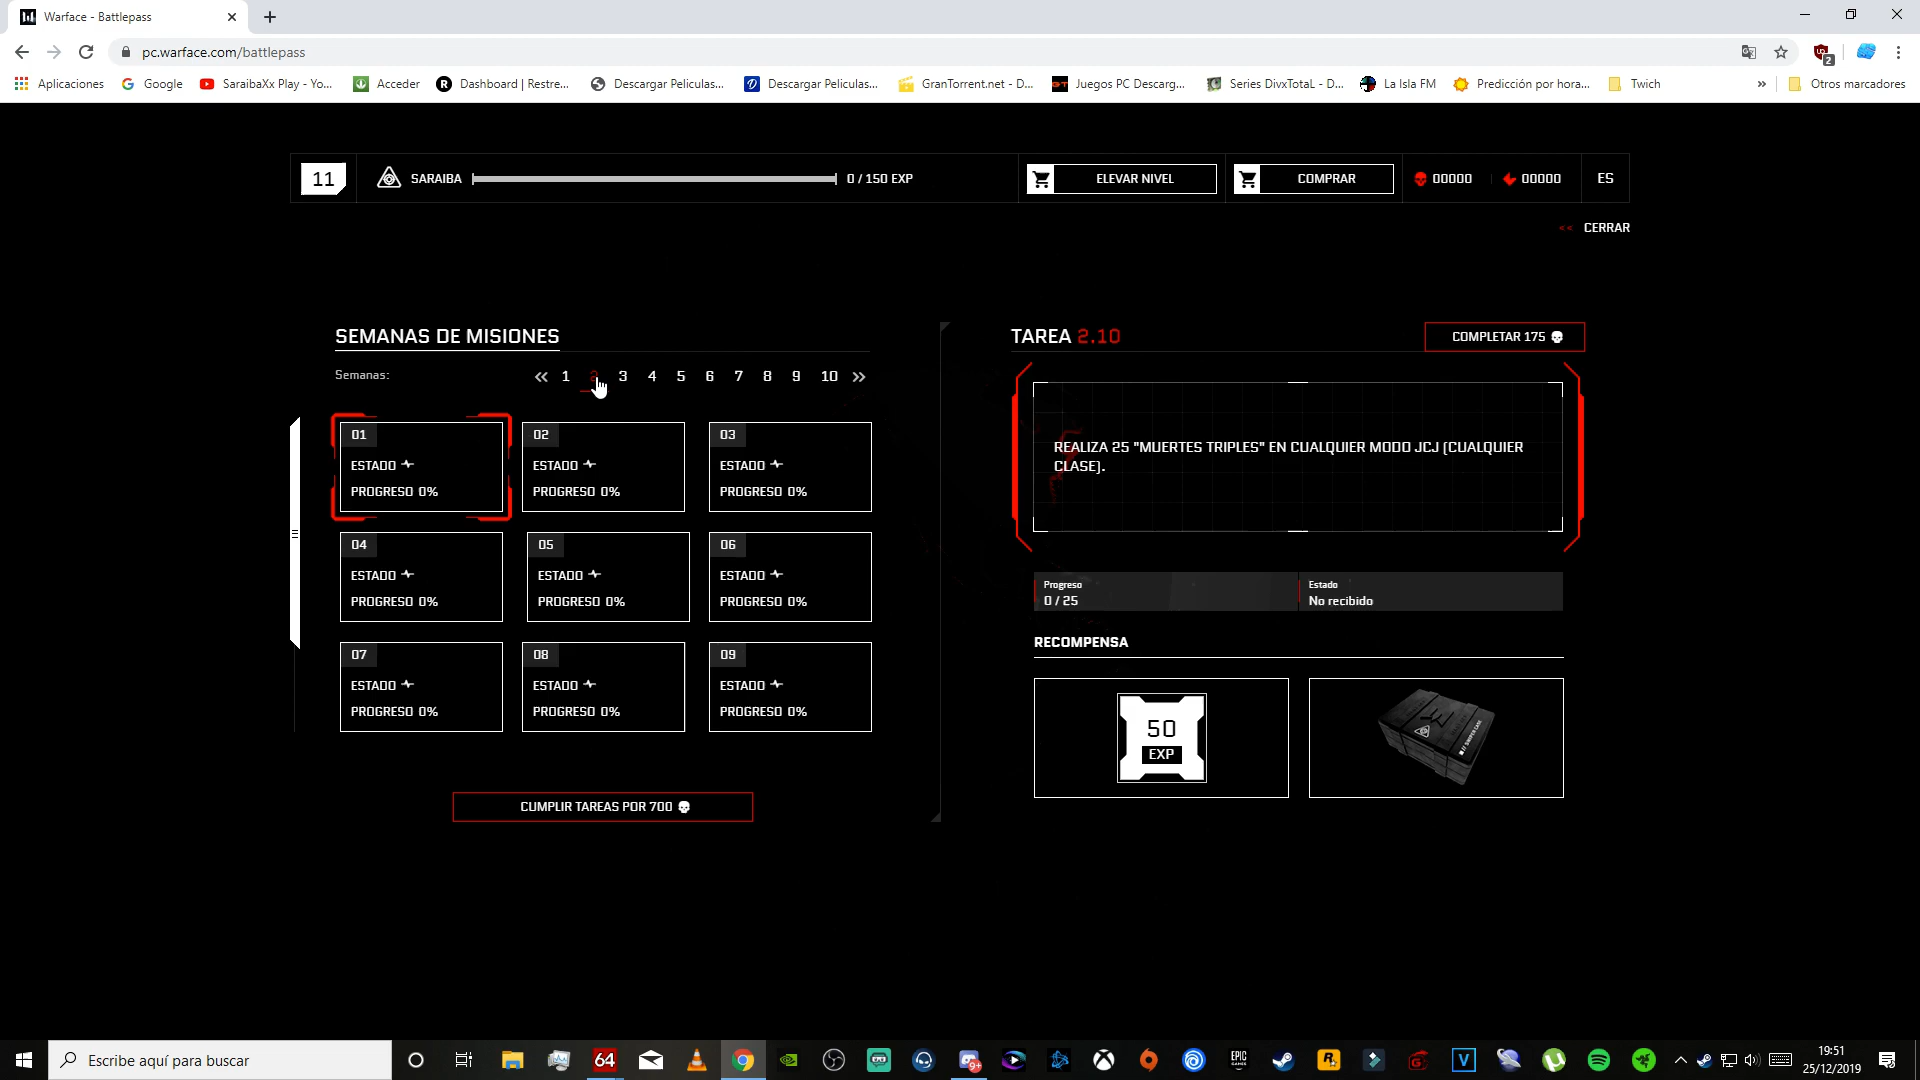 Warface - Battlepass
pc.warface.com/battlepass
2
Aplicaciones
Google
SaraibaXx Play - Yo...
Acceder
Dashboard | Restre...
Descargar Peliculas...
Descargar Peliculas...
GranTorrent.net - D...
Juegos PC Descarg...
Series DivxTotaL - D...
La Isla FM
Predicción por hora...
Twich
»
Otros marcadores
11
SARAIBA
0 / 150 EXP
ELEVAR NIVEL
COMPRAR
00000
00000
ES
<< CERRAR
SEMANAS DE MISIONES
Semanas:
« 1 2 3 4 5 6 7 8 9 10 »
01
ESTADO
PROGRESO 0%
02
ESTADO
PROGRESO 0%
03
ESTADO
PROGRESO 0%
04
ESTADO
PROGRESO 0%
05
ESTADO
PROGRESO 0%
06
ESTADO
PROGRESO 0%
07
ESTADO
PROGRESO 0%
08
ESTADO
PROGRESO 0%
09
ESTADO
PROGRESO 0%
CUMPLIR TAREAS POR 700
TAREA 2.10
COMPLETAR 175
REALIZA 25 "MUERTES TRIPLES" EN CUALQUIER MODO JCJ (CUALQUIER
CLASE).
Progreso
0 / 25
Estado
No recibido
RECOMPENSA
50
EXP
SNIPER CASE
Escribe aquí para buscar
64
9+
EPIC
GAMES
19:51
25/12/2019